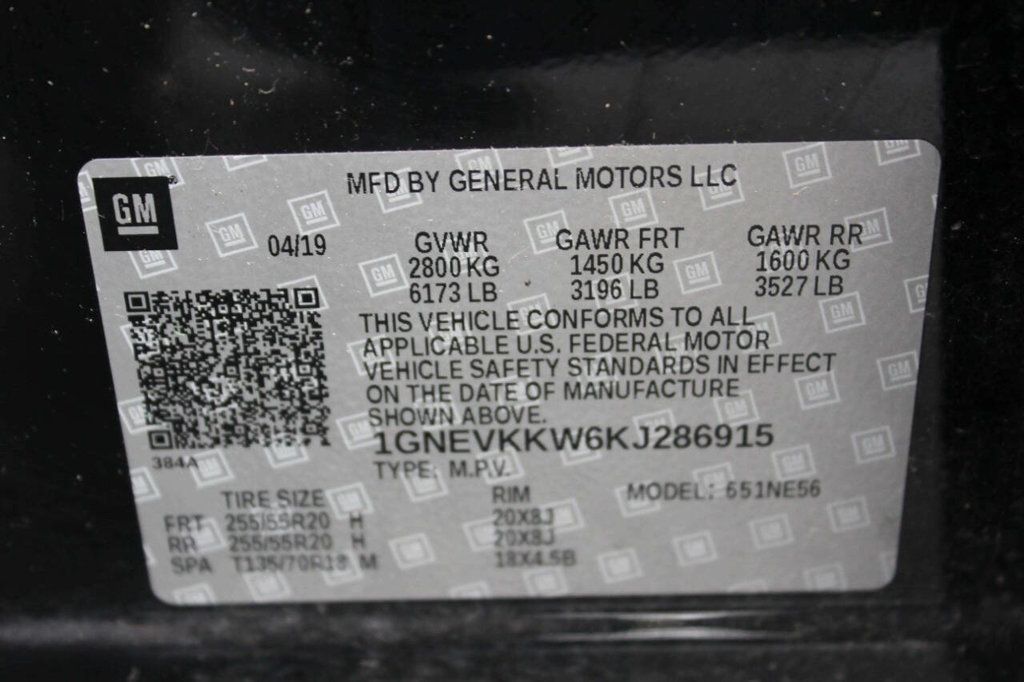 GM
MFD BY GENERAL MOTORS LLC
04/19
GVWR GAWR FRT GAWR RR
2800 KG 1450 KG 1600 KG
6173 LB 3196 LB 3527 LB
THIS VEHICLE CONFORMS TO ALL
APPLICABLE U.S. FEDERAL MOTOR
VEHICLE SAFETY STANDARDS IN EFFECT
ON THE DATE OF MANUFACTURE
SHOWN ABOVE.
1GNEVKKW6KJ286915
384A
TYPE: M.P.V.
TIRE SIZE RIM MODEL: 651NE56
FRT 255/55R20 H 20X8J
RR 255/55R20 H 20X8J
SPA T135/70R18 M 18X4.5B